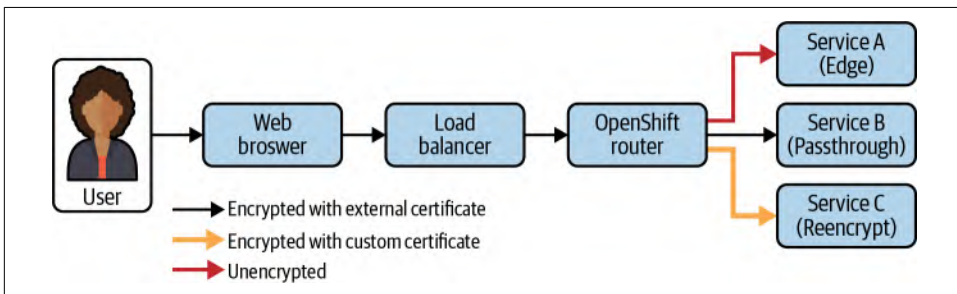 User
Web
broswer
Load
balancer
OpenShift
router
Service A
(Edge)
Service B
(Passthrough)
Service C
(Reencrypt)
Encrypted with external certificate
Encrypted with custom certificate
Unencrypted